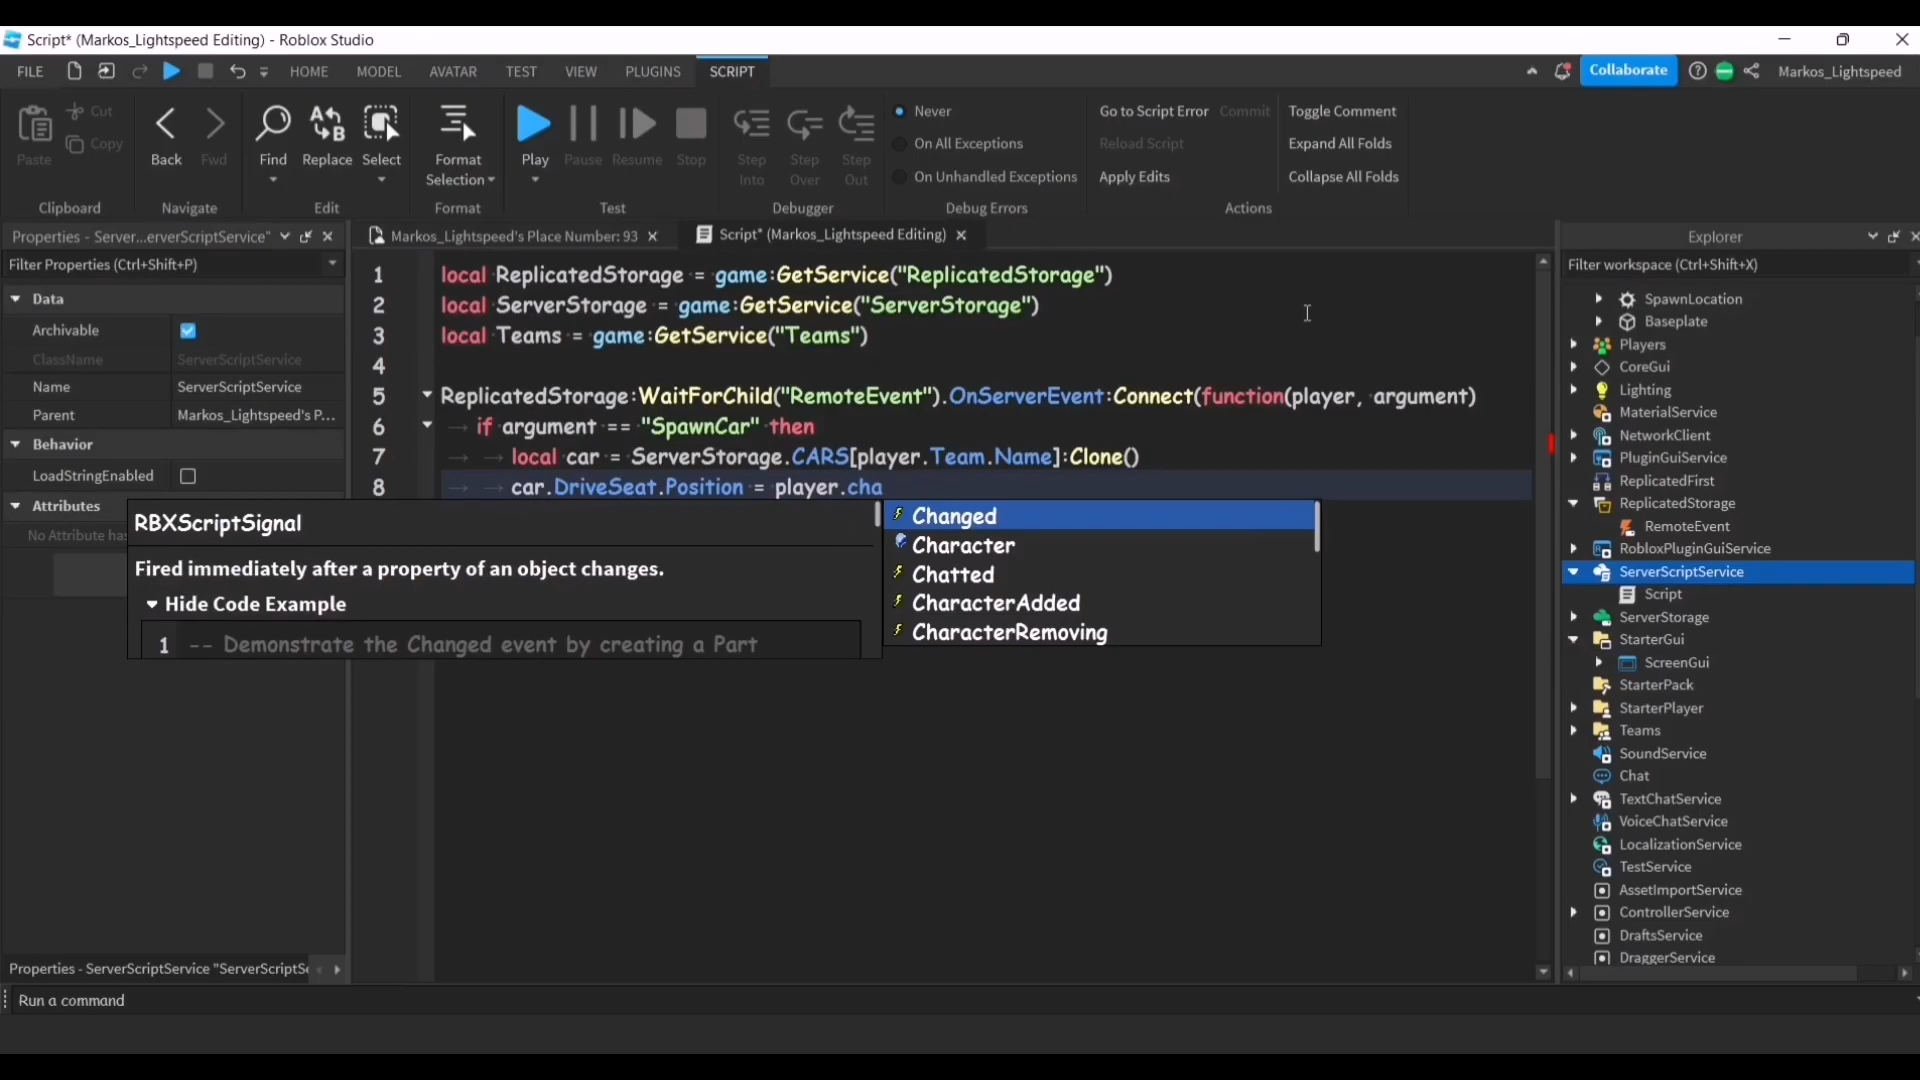 Script* (Markos_Lightspeed Editing) - Roblox Studio
FILE HOME MODEL AVATAR TEST VIEW PLUGINS SCRIPT Collaborate Markos_Lightspeed
Paste Cut Copy
Clipboard
Back Fwd
Navigate
Find Replace Select
Edit
Format Selection
Format
Play Pause Resume Stop
Test
Step Into Step Over Step Out
Debugger
Never
On All Exceptions
On Unhandled Exceptions
Debug Errors
Go to Script Error Commit
Reload Script
Apply Edits
Toggle Comment
Expand All Folds
Collapse All Folds
Actions
Properties - Server...erverScriptService"
Filter Properties (Ctrl+Shift+P)
Data
Archivable
ClassName ServerScriptService
Name ServerScriptService
Parent Markos_Lightspeed's P...
Behavior
LoadStringEnabled
Attributes
No Attribute has
Properties - ServerScriptService "ServerScriptSe
Markos_Lightspeed's Place Number: 93
Script* (Markos_Lightspeed Editing)
1 local ReplicatedStorage = game:GetService("ReplicatedStorage")
2 local ServerStorage = game:GetService("ServerStorage")
3 local Teams = game:GetService("Teams")
4
5 ReplicatedStorage:WaitForChild("RemoteEvent").OnServerEvent:Connect(function(player, argument)
6 if argument == "SpawnCar" then
7 local car = ServerStorage.CARS[player.Team.Name]:Clone()
8 car.DriveSeat.Position = player.cha
RBXScriptSignal
Fired immediately after a property of an object changes.
Hide Code Example
1 -- Demonstrate the Changed event by creating a Part
Changed
Character
Chatted
CharacterAdded
CharacterRemoving
Explorer
Filter workspace (Ctrl+Shift+X)
SpawnLocation
Baseplate
Players
CoreGui
Lighting
MaterialService
NetworkClient
PluginGuiService
ReplicatedFirst
ReplicatedStorage
RemoteEvent
RobloxPluginGuiService
ServerScriptService
Script
ServerStorage
StarterGui
ScreenGui
StarterPack
StarterPlayer
Teams
SoundService
Chat
TextChatService
VoiceChatService
LocalizationService
TestService
AssetImportService
ControllerService
DraftsService
DraggerService
Run a command